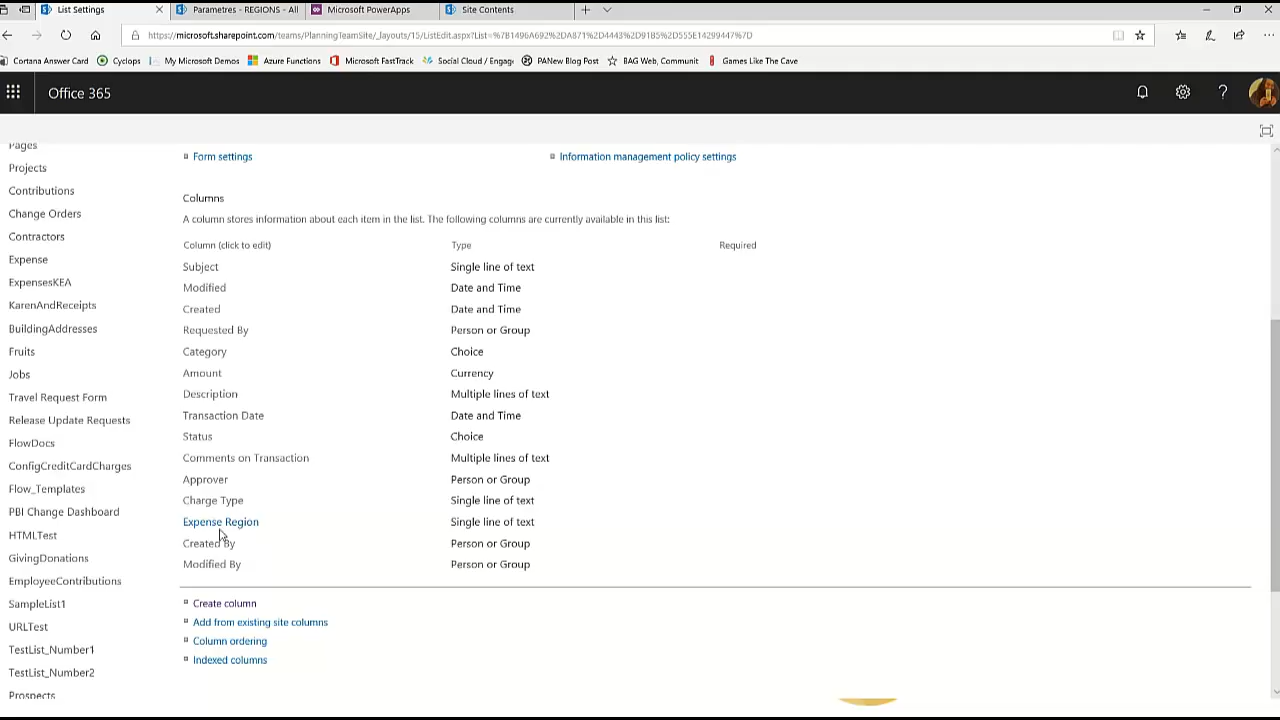 List Settings
Parametres - REGIONS - All
Microsoft PowerApps
Site Contents
https://microsoft.sharepoint.com/teams/PlanningTeamSite/_layouts/15/ListEdit.aspx?List=%7B1496A692%2DA871%2D4443%2D91B5%2D555E14299447%7D
Cortana Answer Card
Cyclops
My Microsoft Demos
Azure Functions
Microsoft FastTrack
Social Cloud / Engag
PANew Blog Post
BAG Web, Communit
Games Like The Cave
Office 365
?
Pages
Projects
Contributions
Change Orders
Contractors
Expense
ExpensesKEA
KarenAndReceipts
BuildingAddresses
Fruits
Jobs
Travel Request Form
Release Update Requests
FlowDocs
ConfigCreditCardCharges
Flow_Templates
PBI Change Dashboard
HTMLTest
GivingDonations
EmployeeContributions
SampleList1
URLTest
TestList_Number1
TestList_Number2
Prospects
Form settings
Information management policy settings
Columns
A column stores information about each item in the list. The following columns are currently available in this list:
Column (click to edit) Type Required
Subject Single line of text
Modified Date and Time
Created Date and Time
Requested By Person or Group
Category Choice
Amount Currency
Description Multiple lines of text
Transaction Date Date and Time
Status Choice
Comments on Transaction Multiple lines of text
Approver Person or Group
Charge Type Single line of text
Expense Region Single line of text
Created By Person or Group
Modified By Person or Group
Create column
Add from existing site columns
Column ordering
Indexed columns